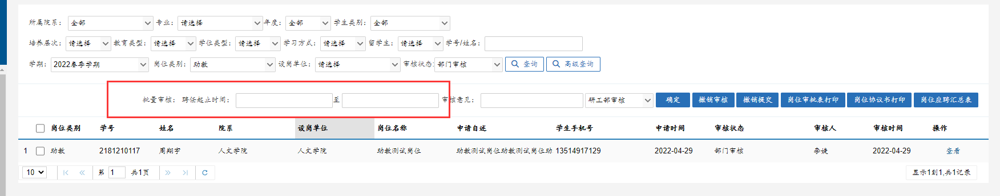 所属院系： 全部 专业： 请选择 年度： 全部 学生类别： 全部
培养层次： 请选择 教育类型： 请选择 学位类型： 请选择 学习方式： 请选择 留学生： 请选择 学号/姓名：
学期： 2022春季学期 岗位类别： 助教 设岗单位： 请选择 审核状态: 部门审核 查询 高级查询
批量审核： 聘任起止时间： 至 审核意见： 研工部审核 确定 撤销审核 撤销提交 岗位审批表打印 岗位协议书打印 岗位应聘汇总表
岗位类别 学号 姓名 院系 设岗单位 岗位名称 申请自述 学生手机号 申请时间 审核状态 审核人 审核时间 操作
1 助教 2181210117 周翔宇 人文学院 人文学院 助教测试岗位 助教测试岗位助教测试岗位助 13514917129 2022-04-29 部门审核 李媛 2022-04-29 查看
10 第 1 共1页 显示1到1,共1记录